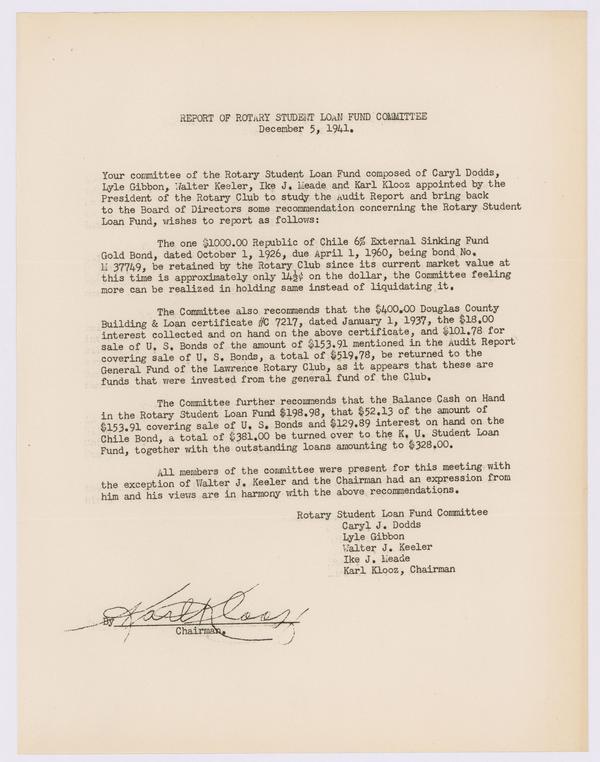 REPORT OF ROTARY STUDENT LOAN FUND COMMITTEE
December 5, 1941.
Your committee of the Rotary Student Loan Fund composed of Caryl Dodds,
Lyle Gibbon, Walter Keeler, Ike J. Meade and Karl Klooz appointed by the
President of the Rotary Club to study the Audit Report and bring back
to the Board of Directors some recommendation concerning the Rotary Student
Loan Fund, wishes to report as follows:
The one $1000.00 Republic of Chile 6% External Sinking Fund
Gold Bond, dated October 1, 1926, due April 1, 1960, being bond No.
M 37749, be retained by the Rotary Club since its current market value at
this time is approximately only 14½¢ on the dollar, the Committee feeling
more can be realized in holding same instead of liquidating it.
The Committee also recommends that the $400.00 Douglas County
Building & Loan certificate #C 7217, dated January 1, 1937, the $18.00
interest collected and on hand on the above certificate, and $101.78 for
sale of U. S. Bonds of the amount of $153.91 mentioned in the Audit Report
covering sale of U. S. Bonds, a total of $519.78, be returned to the
General Fund of the Lawrence Rotary Club, as it appears that these are
funds that were invested from the general fund of the Club.
The Committee further recommends that the Balance Cash on Hand
in the Rotary Student Loan Fund $198.98, that $52.13 of the amount of
$153.91 covering sale of U. S. Bonds and $129.89 interest on hand on the
Chile Bond, a total of $381.00 be turned over to the K. U. Student Loan
Fund, together with the outstanding loans amounting to $328.00.
All members of the committee were present for this meeting with
the exception of Walter J. Keeler and the Chairman had an expression from
him and his views are in harmony with the above recommendations.
Rotary Student Loan Fund Committee
Caryl J. Dodds
Lyle Gibbon
Walter J. Keeler
Ike J. Meade
Karl Klooz, Chairman
By Karl Klooz
Chairman.